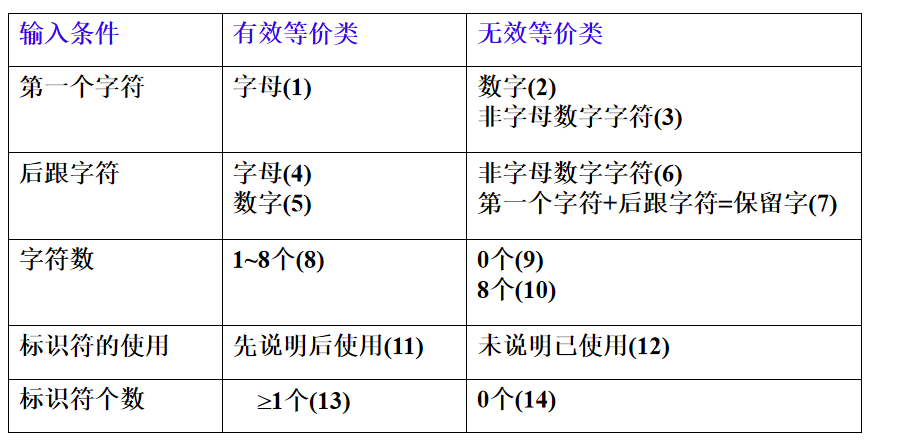 输入条件 有效等价类 无效等价类
第一个字符 字母(1) 数字(2)
非字母数字字符(3)
后跟字符 字母(4) 非字母数字字符(6)
数字(5) 第一个字符+后跟字符=保留字(7)
字符数 1~8个(8) 0个(9)
8个(10)
标识符的使用 先说明后使用(11) 未说明已使用(12)
标识符个数 ≥1个(13) 0个(14)